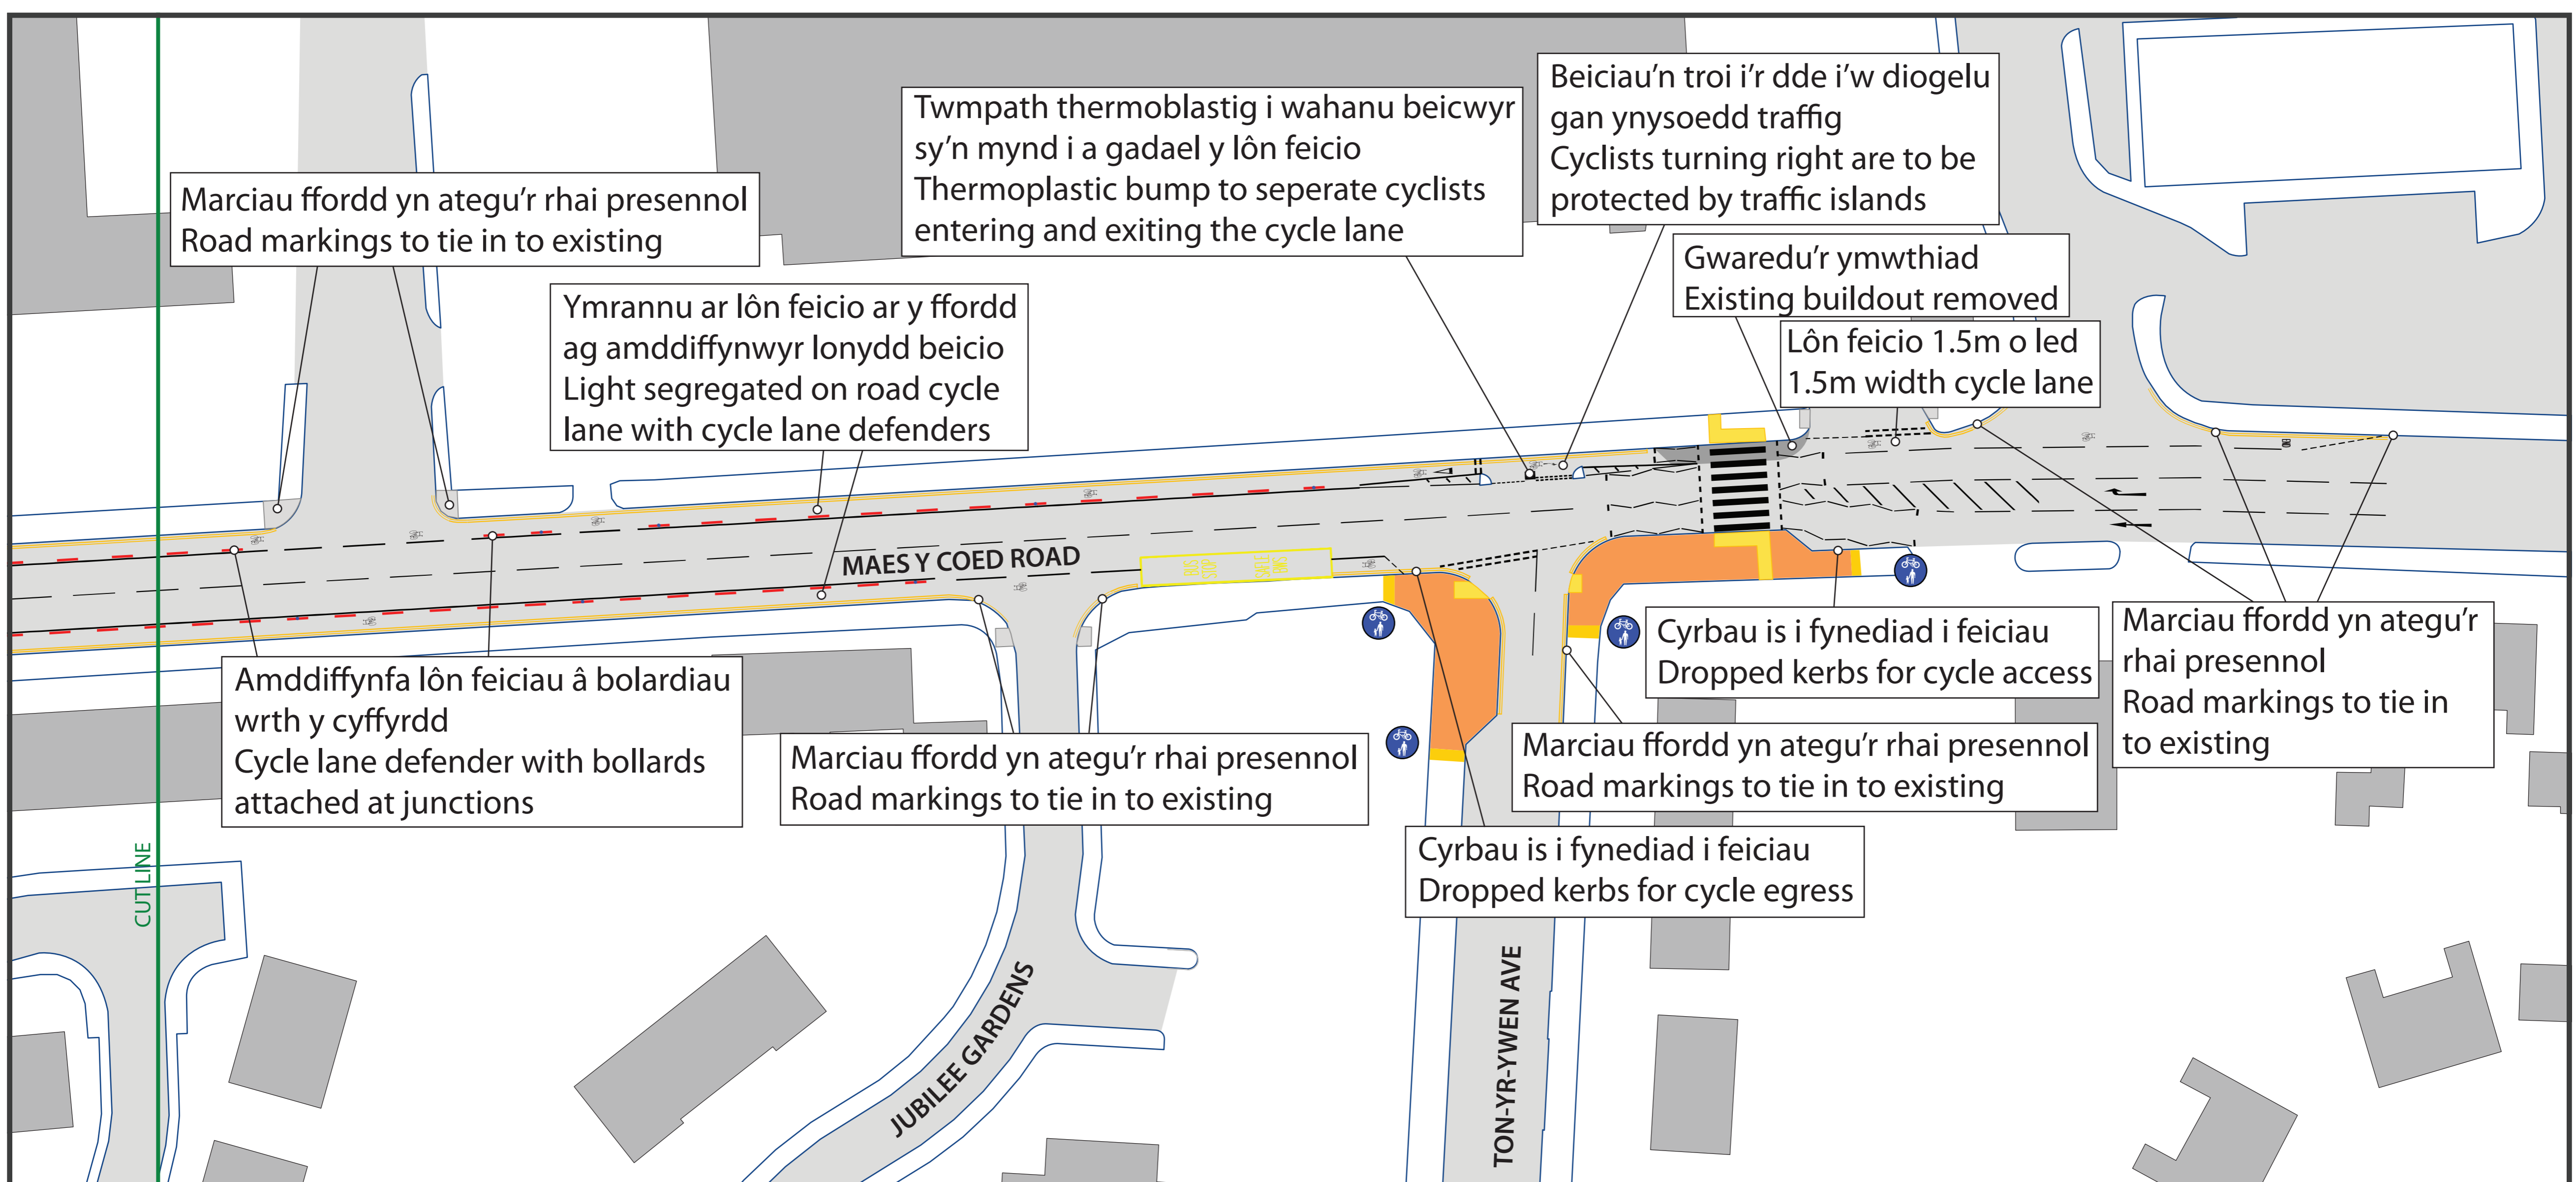 Beiciau'n troi i'r dde i'w diogelu
gan ynysoedd traffig
Cyclists turning right are to be
protected by traffic islands
Twmpath thermoblastig i wahanu beicwyr
sy'n mynd i a gadael y lôn feicio
Thermoplastic bump to seperate cyclists
entering and exiting the cycle lane
Marciau ffordd yn ategu'r rhai presennol
Road markings to tie in to existing
Gwaredu'r ymwthiad
Existing buildout removed
Ymrannu ar lôn feicio ar y ffordd
ag amddiffynwyr lonydd beicio
Light segregated on road cycle
lane with cycle lane defenders
Lôn feicio 1.5m o led
1.5m width cycle lane
MAES Y COED ROAD
BUS
STOP
BUS
STOP
Cyrbau is i fynediad i feiciau
Dropped kerbs for cycle access
Marciau ffordd yn ategu'r
rhai presennol
Road markings to tie in
to existing
Amddiffynfa lôn feiciau â bolardiau
wrth y cyffyrdd
Cycle lane defender with bollards
attached at junctions
Marciau ffordd yn ategu'r rhai presennol
Road markings to tie in to existing
Marciau ffordd yn ategu'r rhai presennol
Road markings to tie in to existing
Cyrbau is i fynediad i feiciau
Dropped kerbs for cycle egress
CUT LINE
JUBILEE GARDENS
TON-YR-YWEN AVE